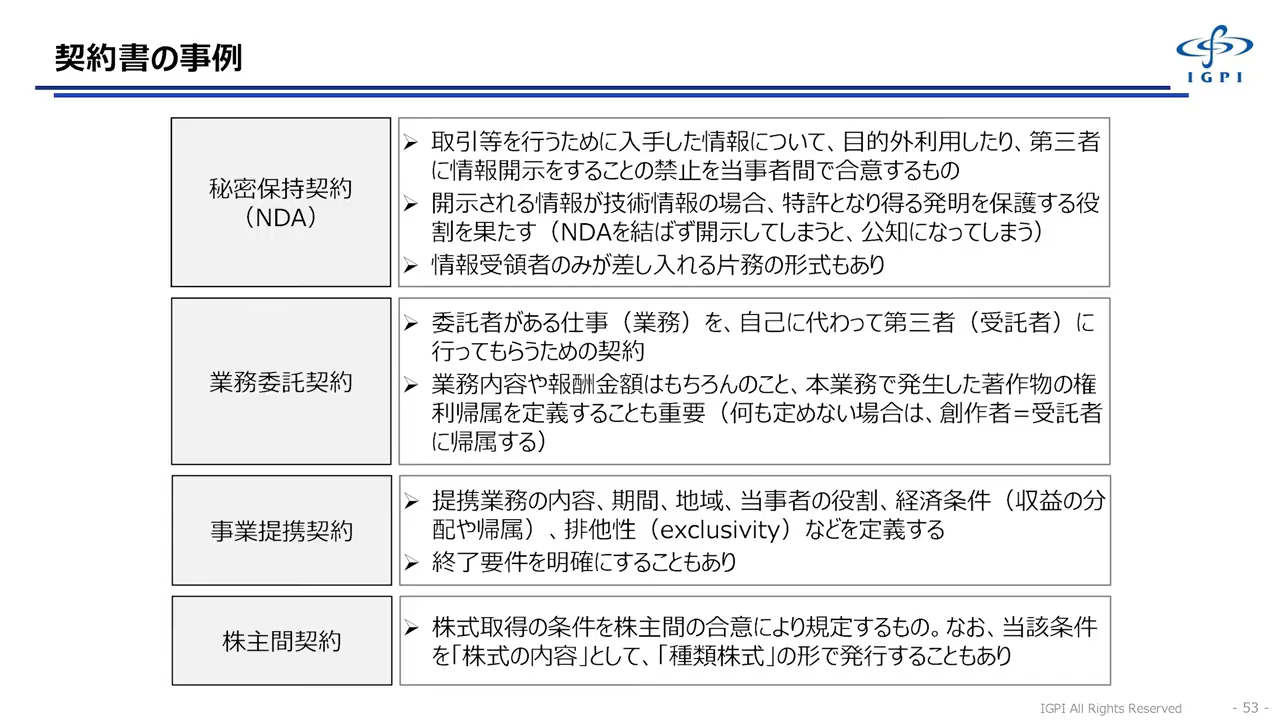 契約書の事例
IGPI
秘密保持契約
（NDA）
➢ 取引等を行うために入手した情報について、目的外利用したり、第三者
に情報開示をすることの禁止を当事者間で合意するもの
➢ 開示される情報が技術情報の場合、特許となり得る発明を保護する役
割を果たす（NDAを結ばず開示してしまうと、公知になってしまう）
➢ 情報受領者のみが差し入れる片務の形式もあり
業務委託契約
➢ 委託者がある仕事（業務）を、自己に代わって第三者（受託者）に
行ってもらうための契約
➢ 業務内容や報酬金額はもちろんのこと、本業務で発生した著作物の権
利帰属を定義することも重要（何も定めない場合は、創作者＝受託者
に帰属する）
事業提携契約
➢ 提携業務の内容、期間、地域、当事者の役割、経済条件（収益の分
配や帰属）、排他性（exclusivity）などを定義する
➢ 終了要件を明確にすることもあり
株主間契約
➢ 株式取得の条件を株主間の合意により規定するもの。なお、当該条件
を「株式の内容」として、「種類株式」の形で発行することもあり
IGPI All Rights Reserved
- 53 -